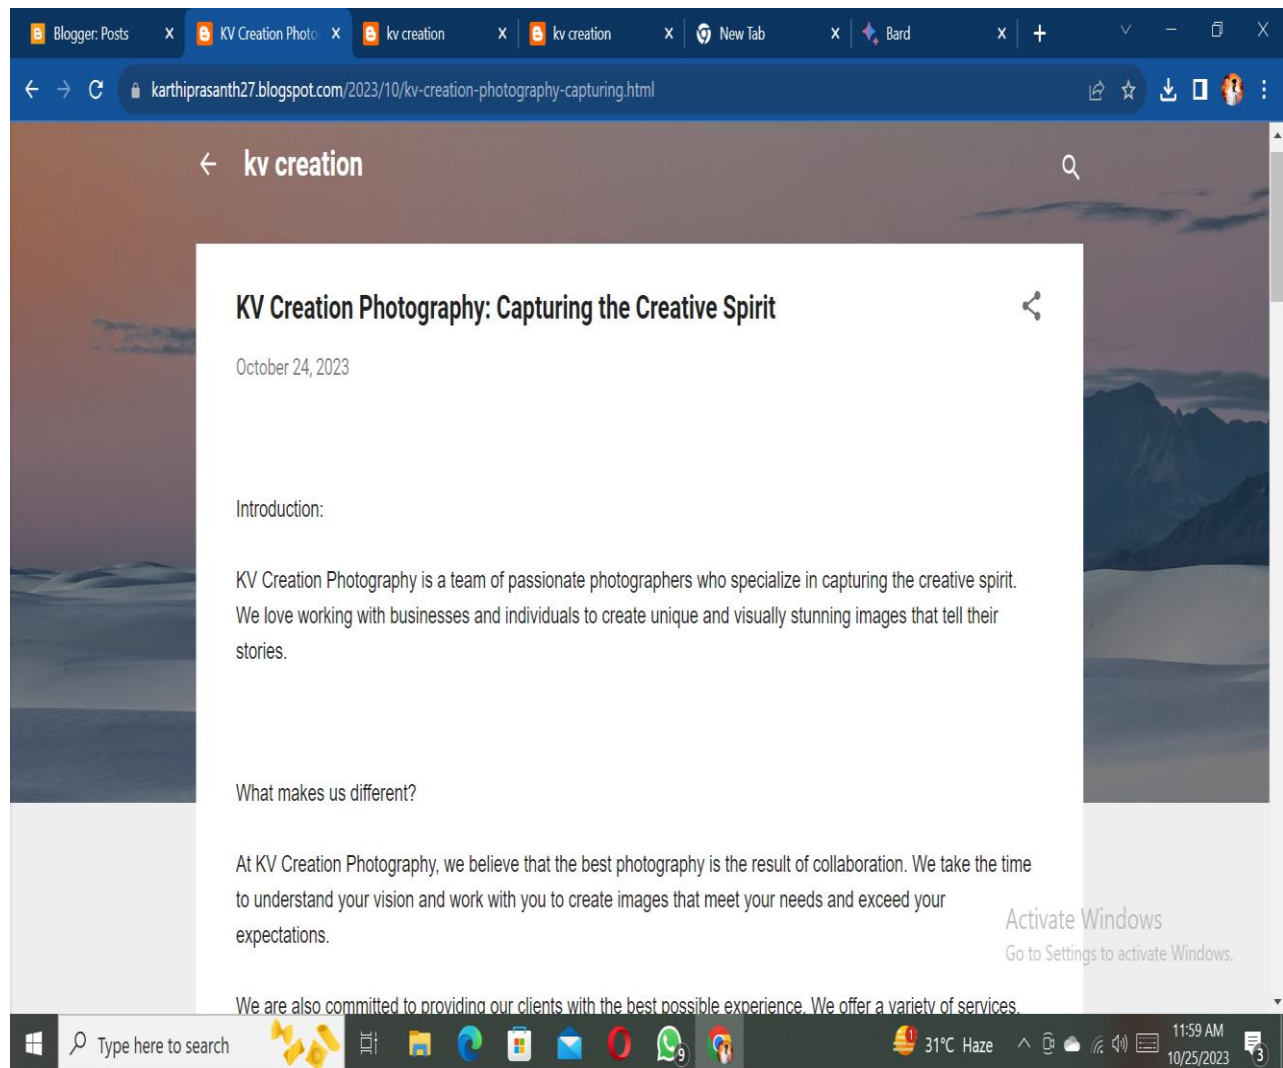 Blogger: Posts
KV Creation Photo
kv creation
kv creation
New Tab
Bard
karthiprasanth27.blogspot.com/2023/10/kv-creation-photography-capturing.html
kv creation
KV Creation Photography: Capturing the Creative Spirit
October 24, 2023
Introduction:
KV Creation Photography is a team of passionate photographers who specialize in capturing the creative spirit.
We love working with businesses and individuals to create unique and visually stunning images that tell their
stories.
What makes us different?
At KV Creation Photography, we believe that the best photography is the result of collaboration. We take the time
to understand your vision and work with you to create images that meet your needs and exceed your
expectations.
Activate Windows
Go to Settings to activate Windows.
We are also committed to providing our clients with the best possible experience. We offer a variety of services,
Type here to search
9
1
31°C Haze
11:59 AM
10/25/2023
3